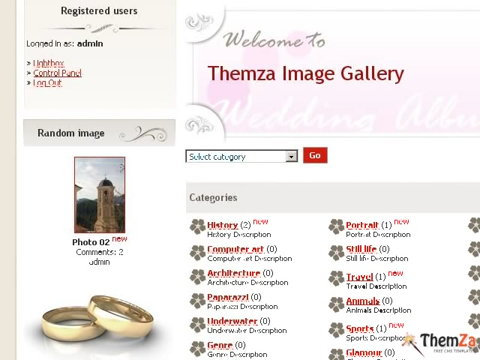 Registered users
Logged in as: admin
» Lightbox
» Control Panel
» Log Out
Random image
Photo 02 new
Comments: 2
admin
Welcome to
Themza Image Gallery
Wedding Albu
Select category
Go
Categories
History (2) new
History Description
Computer art (0)
Computer art Description
Architecture (0)
Architecture Description
Paparazzi (0)
Paparazzi Description
Underwater (0)
Underwater Description
Genre (0)
Genre Description
Portrait (1) new
Portrait Description
Still life (0)
Still life Description
Travel (1) new
Travel Description
Animals (0)
Animals Description
Sports (1) new
Sports Description
Glamour (0)
ThemZa
FREE CMS TEMPLATES